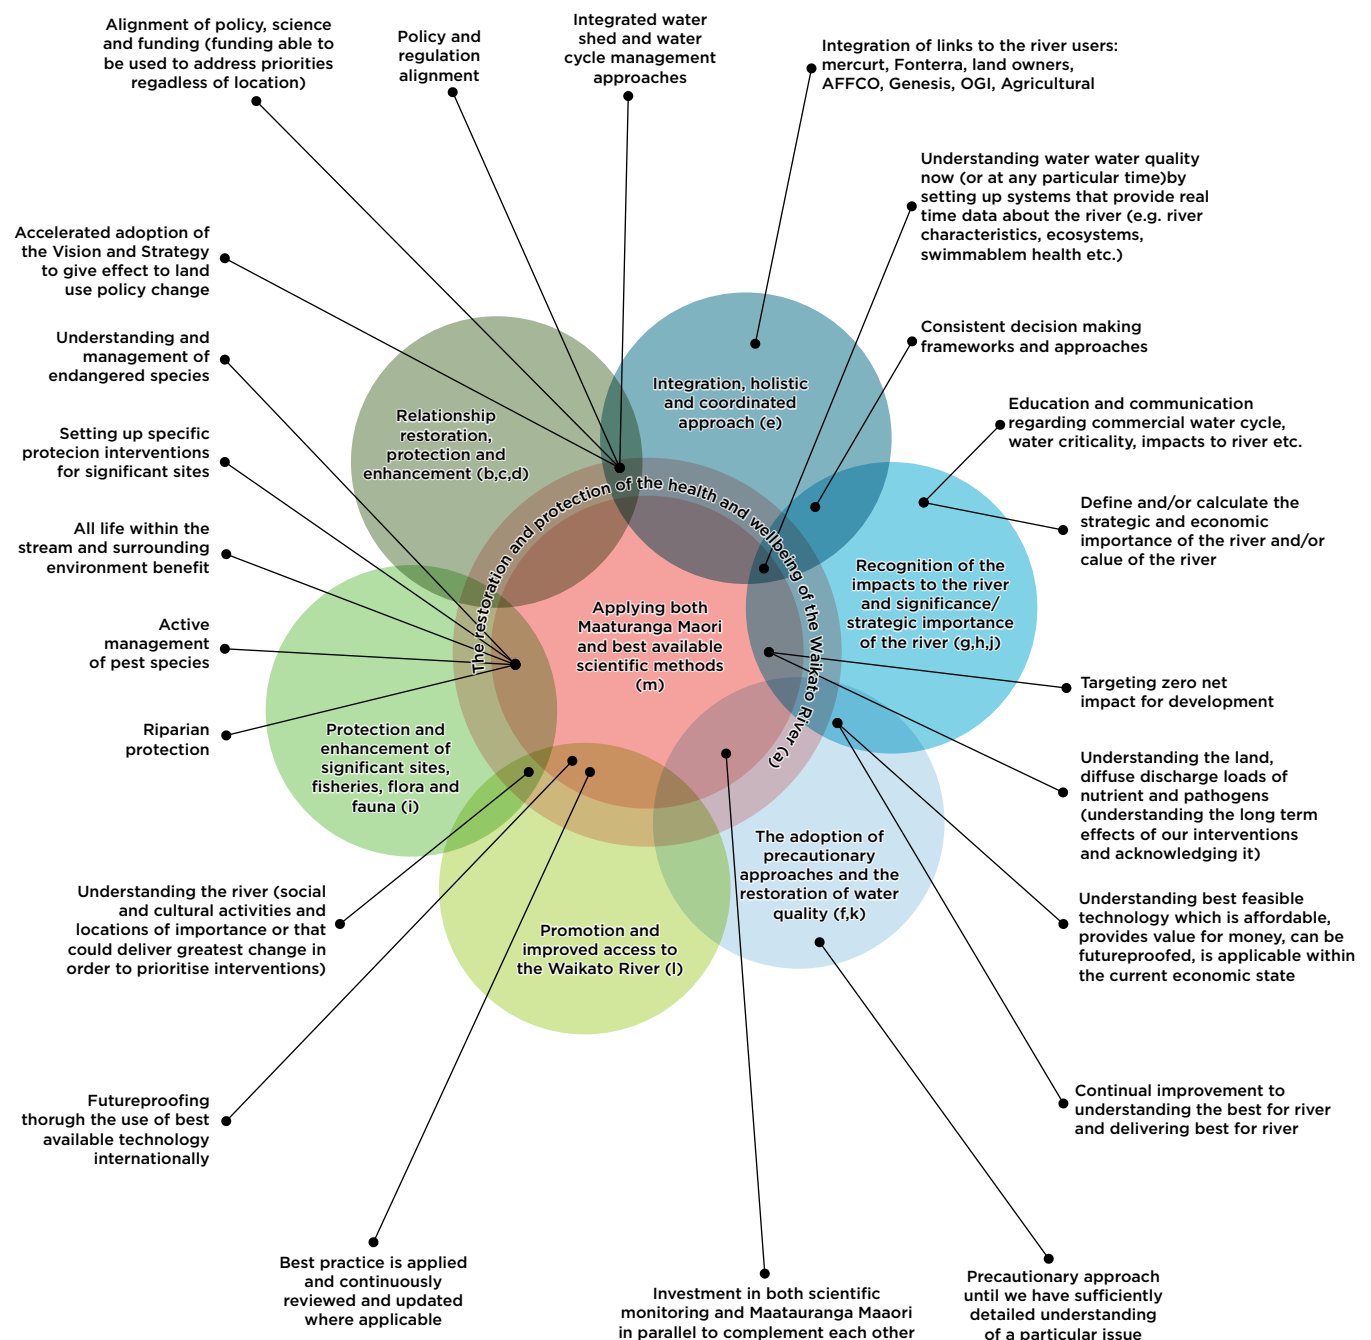 Alignment of policy, science
and funding (funding able to
be used to address priorities
regadless of location)
Policy and
regulation
alignment
Integrated water
shed and water
cycle management
approaches
Integration of links to the river users:
mercurt, Fonterra, land owners,
AFFCO, Genesis, OGI, Agricultural
Understanding water water quality
now (or at any particular time)by
setting up systems that provide real
time data about the river (e.g. river
characteristics, ecosystems,
swimmablem health etc.)
Accelerated adoption of
the Vision and Strategy
to give effect to land
use policy change
Understanding and
management of
endangered species
Consistent decision making
frameworks and approaches
Setting up specific
protecion interventions
for significant sites
Education and communication
regarding commercial water cycle,
water criticality, impacts to river etc.
All life within the
stream and surrounding
environment benefit
Define and/or calculate the
strategic and economic
importance of the river and/or
calue of the river
Active
management
of pest species
Riparian
protection
Relationship
restoration,
protection and
enhancement (b,c,d)
Integration, holistic
and coordinated
approach (e)
Recognition of the
impacts to the river
and significance/
strategic importance
of the river (g,h,j)
The restoration and protection of the health and wellbeing of the Waikato River (a)
Applying both
Maaturanga Maori
and best available
scientific methods
(m)
Protection and
enhancement of
significant sites,
fisheries, flora and
fauna (i)
The adoption of
precautionary
approaches and the
restoration of water
quality (f,k)
Promotion and
improved access to
the Waikato River (l)
Targeting zero net
impact for development
Understanding the land,
diffuse discharge loads of
nutrient and pathogens
(understanding the long term
effects of our interventions
and acknowledging it)
Understanding the river (social
and cultural activities and
locations of importance or that
could deliver greatest change in
order to prioritise interventions)
Understanding best feasible
technology which is affordable,
provides value for money, can be
futureproofed, is applicable within
the current economic state
Futureproofing
thorugh the use of best
available technology
internationally
Continual improvement to
understanding the best for river
and delivering best for river
Best practice is applied
and continuously
reviewed and updated
where applicable
Investment in both scientific
monitoring and Maatauranga Maaori
in parallel to complement each other
Precautionary approach
until we have sufficiently
detailed understanding
of a particular issue